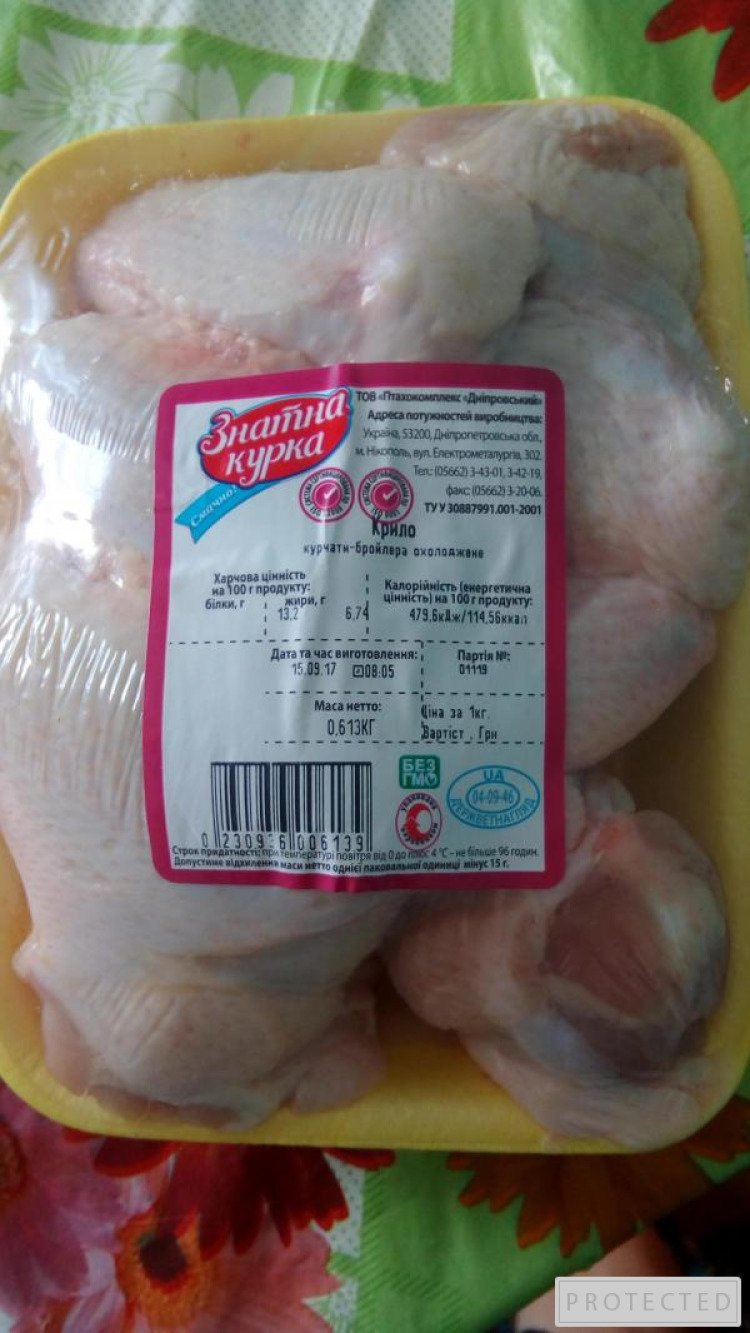 Знатна
курка
Смачно!
ТОВ «Птахокомплекс «Дніпровський»
Адреса потужностей виробництва:
Україна, 53200, Дніпропетровська обл.,
м. Нікополь, вул. Електрометалургів, 302.
Тел.: (05662) 3-43-01, 3-42-19,
факс: (05662) 3-20-06.
ТУ У 30887991.001-2001
Крило
курчати-бройлера охолоджене
Харчова цінність
на 100 г продукту:
білки, г жири, г
13,2 6,74
Калорійність (енергетична
цінність) на 100 г продукту:
479.6кДж/114,56ккал
Дата та час виготовлення:
15.09.17 08:05
Партія №:
01119
Маса нетто:
0,613КГ
Ціна за 1кг.
Вартіст , Грн
БЕЗ
ГМО
UA
04-09-46
ДЕРЖВЕТНАГЛЯД
0 230936 006139
Строк придатності: при температурі повітря від 0 до плюс 4 °С – не більше 96 годин.
Допустиме відхилення маси нетто однієї паковальної одиниці мінус 15 г.
PROTECTED